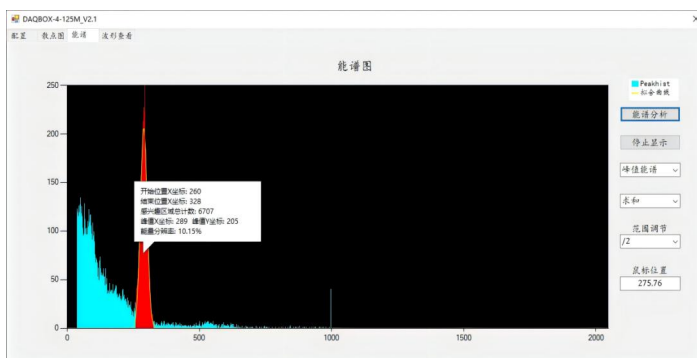 DAQBOX-4-125M_V2.1
配置 散点图 能谱 波形查看
能谱图
250
200
150
100
50
0
0 500 1000 1500 2000
开始位置X坐标: 260
结束位置X坐标: 328
感兴趣区域总计数: 6707
峰值X坐标: 289 峰值Y坐标: 205
能量分辨率: 10.15%
Peakhist
拟合曲线
能谱分析
停止显示
峰值能谱
求和
范围调节
/2
鼠标位置
275.76